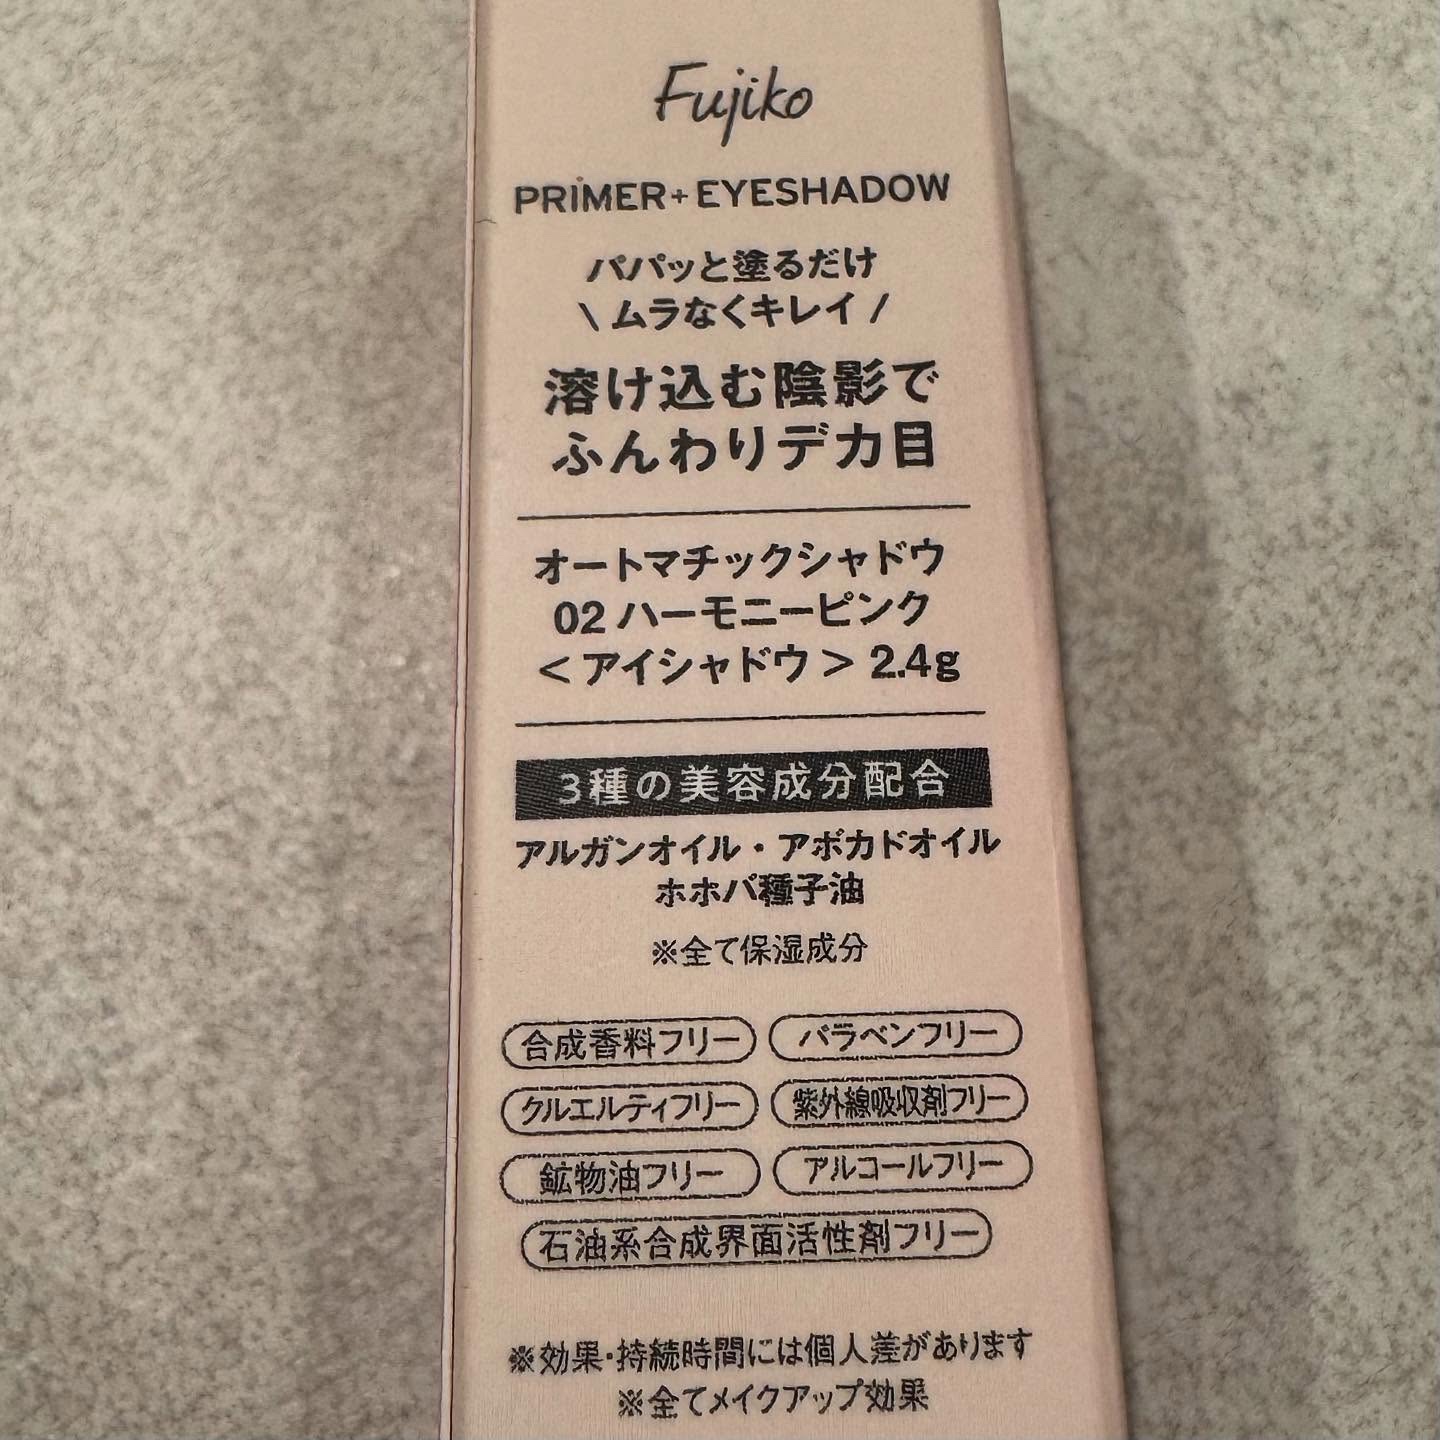 Fujiko
PRIMER+EYESHADOW
パパッと塗るだけ
\ ムラなくキレイ /
溶け込む陰影で
ふんわりデカ目
オートマチックシャドウ
02 ハーモニーピンク
＜アイシャドウ＞ 2.4g
3種の美容成分配合
アルガンオイル・アボカドオイル
ホホバ種子油
※全て保湿成分
合成香料フリー パラベンフリー
クルエルティフリー 紫外線吸収剤フリー
鉱物油フリー アルコールフリー
石油系合成界面活性剤フリー
※効果・持続時間には個人差があります
※全てメイクアップ効果